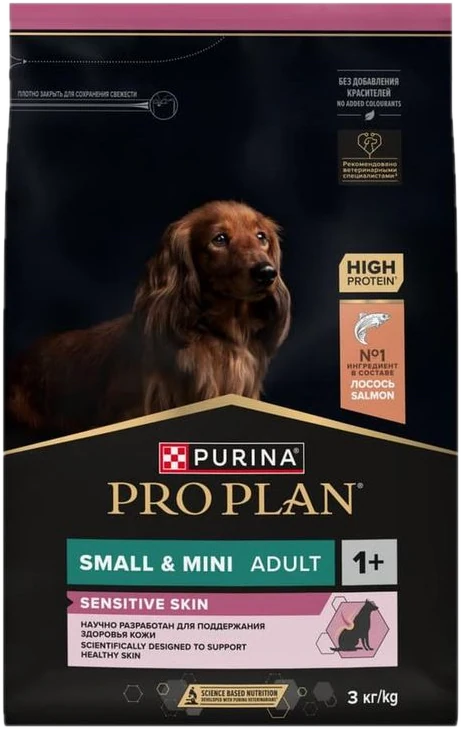 ПЛОТНО ЗАКРЫТЬ ДЛЯ СОХРАНЕНИЯ СВЕЖЕСТИ
БЕЗ ДОБАВЛЕНИЯ
КРАСИТЕЛЕЙ
NO ADDED COLOURANTS
Рекомендовано
ветеринарными
специалистами*
HIGH
PROTEIN†
№1
ИНГРЕДИЕНТ
В СОСТАВЕ
ЛОСОСЬ
SALMON
PURINA®
PRO PLAN®
SMALL & MINI ADULT 1+
SENSITIVE SKIN
НАУЧНО РАЗРАБОТАН ДЛЯ ПОДДЕРЖАНИЯ
ЗДОРОВЬЯ КОЖИ
SCIENTIFICALLY DESIGNED TO SUPPORT
HEALTHY SKIN
SCIENCE BASED NUTRITION
DEVELOPED WITH PURINA VETERINARIANS
3 кг/kg